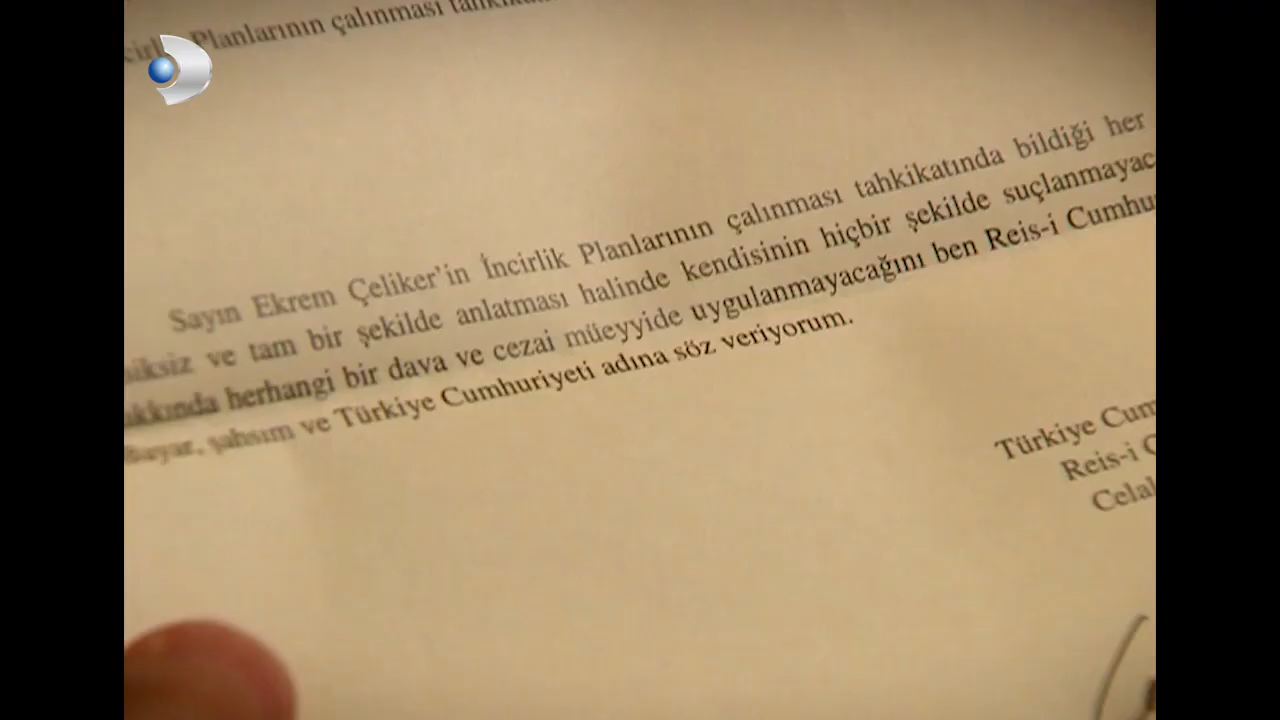 Planlarının çalınması
Sayın Ekrem Çeliker'in İncirlik Planlarının çalınması tahkikatında bildiği her
ve tam bir şekilde anlatması halinde kendisinin hiçbir şekilde suçlanmayac
akkında herhangi bir dava ve cezai müeyyide uygulanmayacağını ben Reis-i Cumhu
Bayar, şahsım ve Türkiye Cumhuriyeti adına söz veriyorum.
Türkiye Cum
Reis-i C
Celal